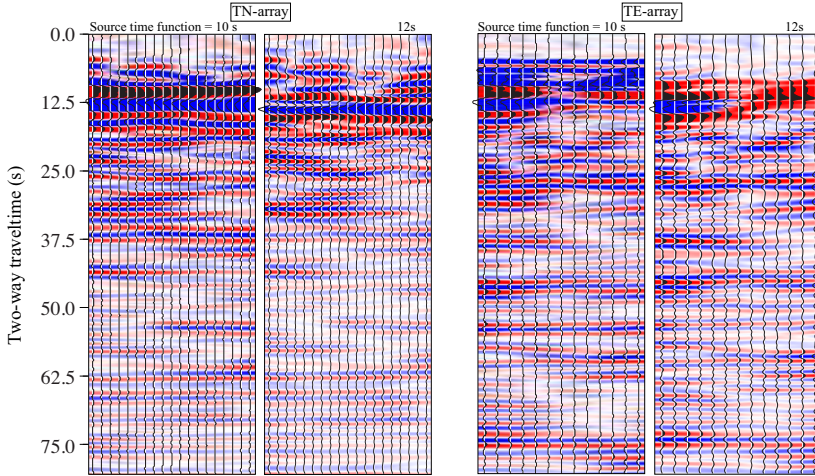 TN-array
TE-array
Source time function = 10 s
12s
Source time function = 10 s
12s
0.0
12.5
25.0
37.5
50.0
62.5
75.0
Two-way traveltime (s)